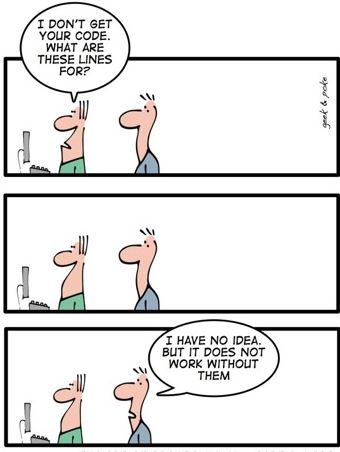 I DON'T GET
YOUR CODE.
WHAT ARE
THESE LINES
FOR?
geek & poke
I HAVE NO IDEA.
BUT IT DOES NOT
WORK WITHOUT
THEM